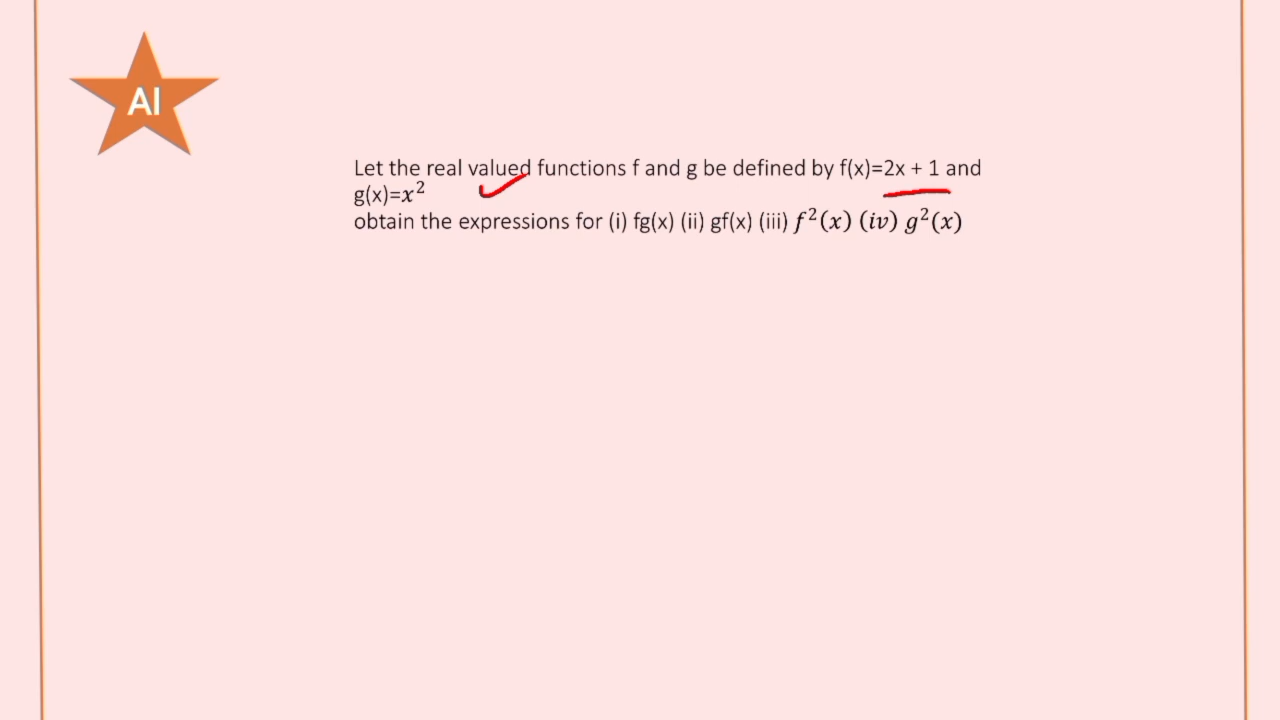 AI
Let the real valued functions f and g be defined by f(x)=2x + 1 and
g(x)=x²
obtain the expressions for (i) fg(x) (ii) gf(x) (iii) f²(x) (iv) g²(x)